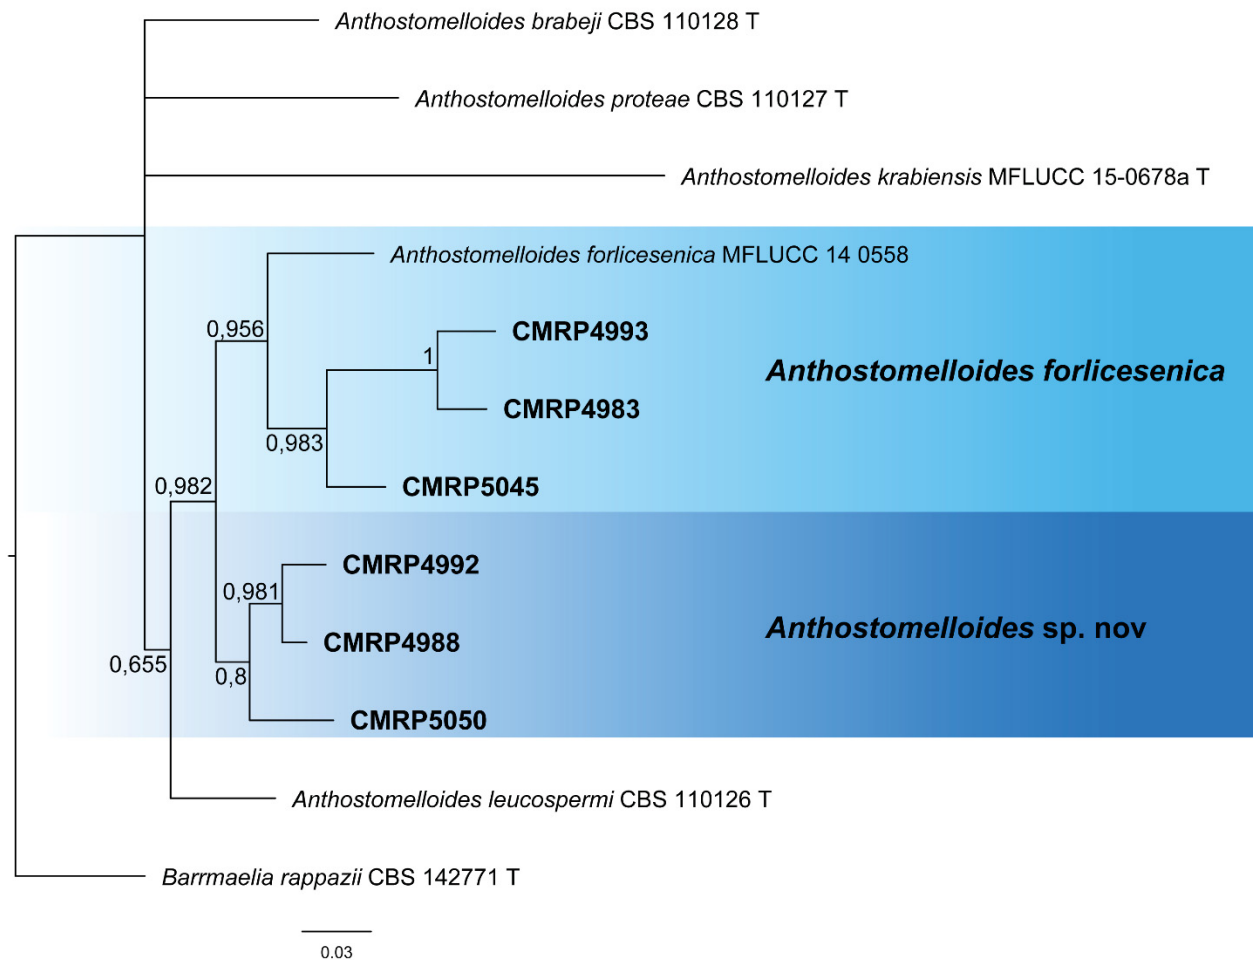 Anthostomelloides brabeji CBS 110128 T
Anthostomelloides proteae CBS 110127 T
Anthostomelloides krabiensis MFLUCC 15-0678a T
Anthostomelloides forlicesenica MFLUCC 14 0558
0,956
CMRP4993
1
Anthostomelloides forlicesenica
CMRP4983
0,983
CMRP5045
0,982
CMRP4992
0,981
Anthostomelloides sp. nov
CMRP4988
0,655
0,8
CMRP5050
Anthostomelloides leucospermi CBS 110126 T
Barrmaelia rappazii CBS 142771 T
0.03